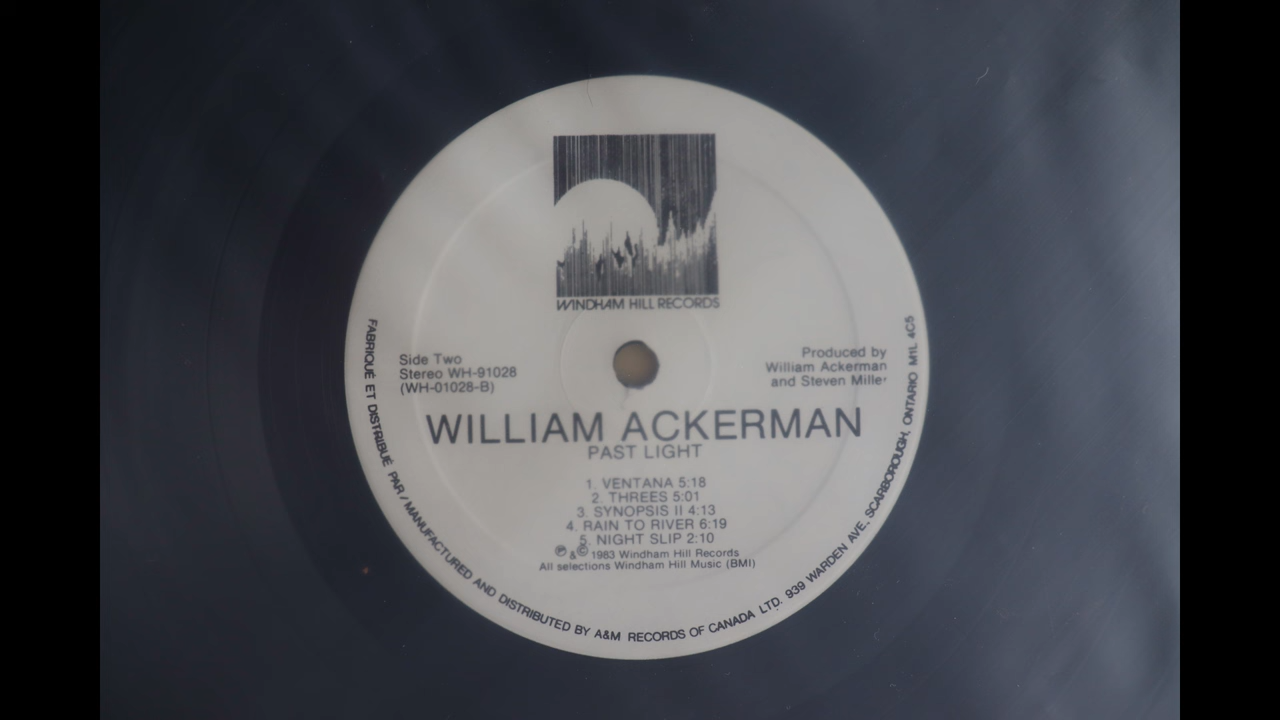 WINDHAM HILL RECORDS
Side Two
Stereo WH-91028
(WH-01028-B)
Produced by
William Ackerman
and Steven Miller
WILLIAM ACKERMAN
PAST LIGHT
1. VENTANA 5:18
2. THREES 5:01
3. SYNOPSIS II 4:13
4. RAIN TO RIVER 6:19
5. NIGHT SLIP 2:10
℗ & © 1983 Windham Hill Records
All selections Windham Hill Music (BMI)
FABRIQUÉ ET DISTRIBUÉ PAR / MANUFACTURED AND DISTRIBUTED BY A&M RECORDS OF CANADA LTD. 939 WARDEN AVE., SCARBOROUGH, ONTARIO M1L 4C5